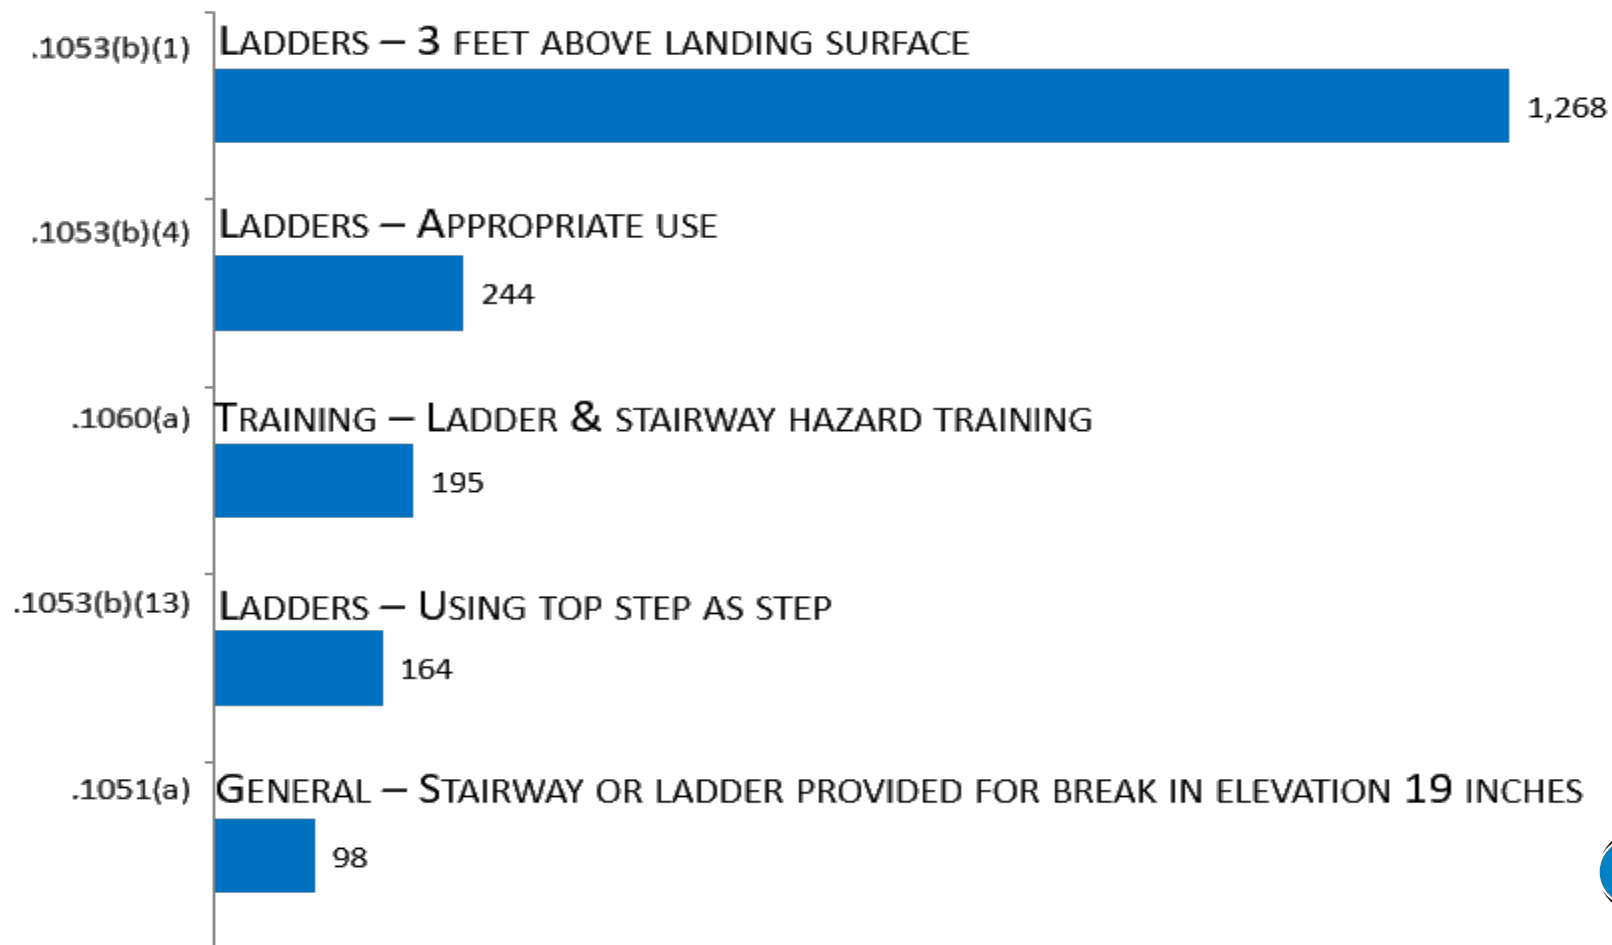 .1053(b)(1) LADDERS – 3 FEET ABOVE LANDING SURFACE
1,268
.1053(b)(4) LADDERS – APPROPRIATE USE
244
.1060(a) TRAINING – LADDER & STAIRWAY HAZARD TRAINING
195
.1053(b)(13) LADDERS – USING TOP STEP AS STEP
164
.1051(a) GENERAL – STAIRWAY OR LADDER PROVIDED FOR BREAK IN ELEVATION 19 INCHES
98